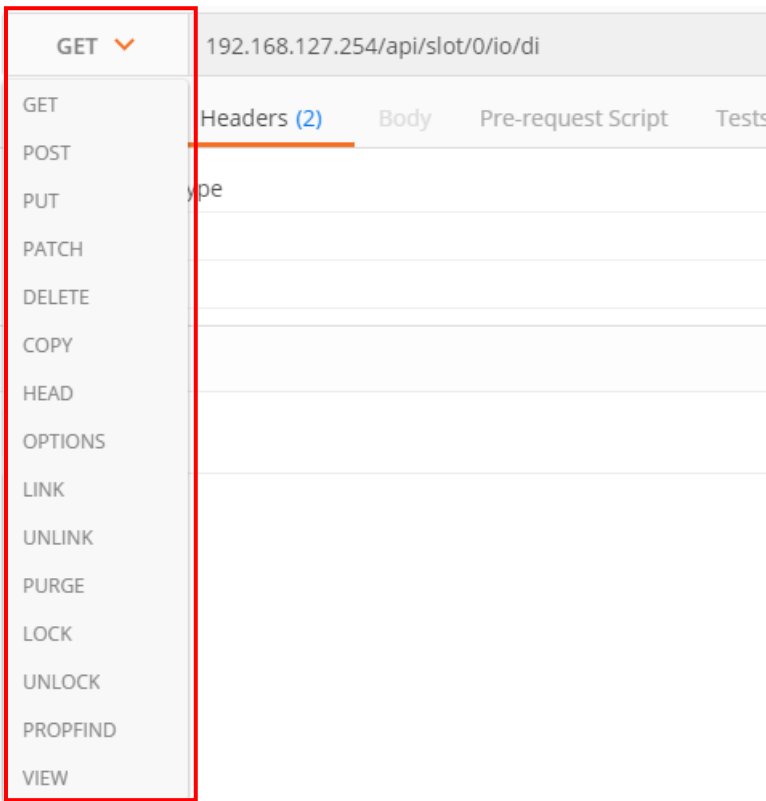 GET 192.168.127.254/api/slot/0/io/di
Headers (2) Body Pre-request Script Tests
ype
GET
POST
PUT
PATCH
DELETE
COPY
HEAD
OPTIONS
LINK
UNLINK
PURGE
LOCK
UNLOCK
PROPFIND
VIEW